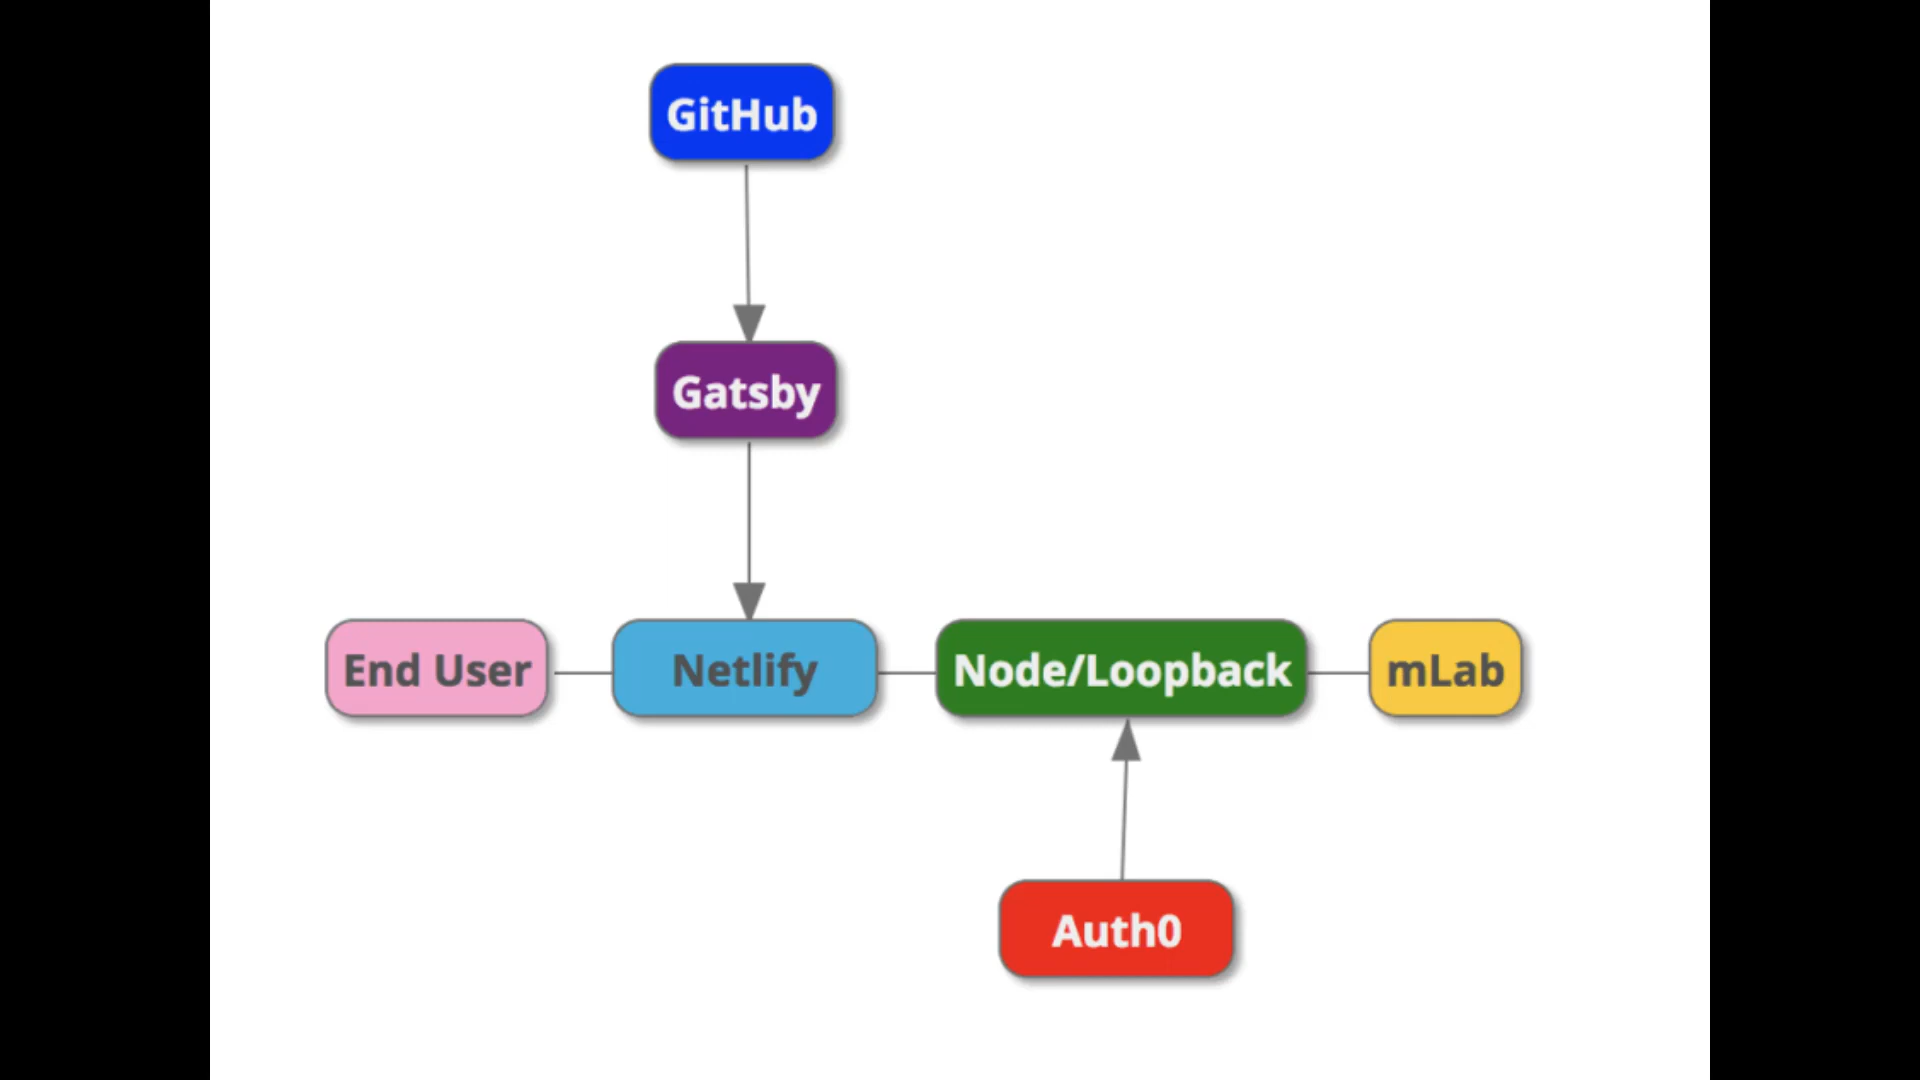 GitHub
Gatsby
End User
Netlify
Node/Loopback
mLab
Auth0